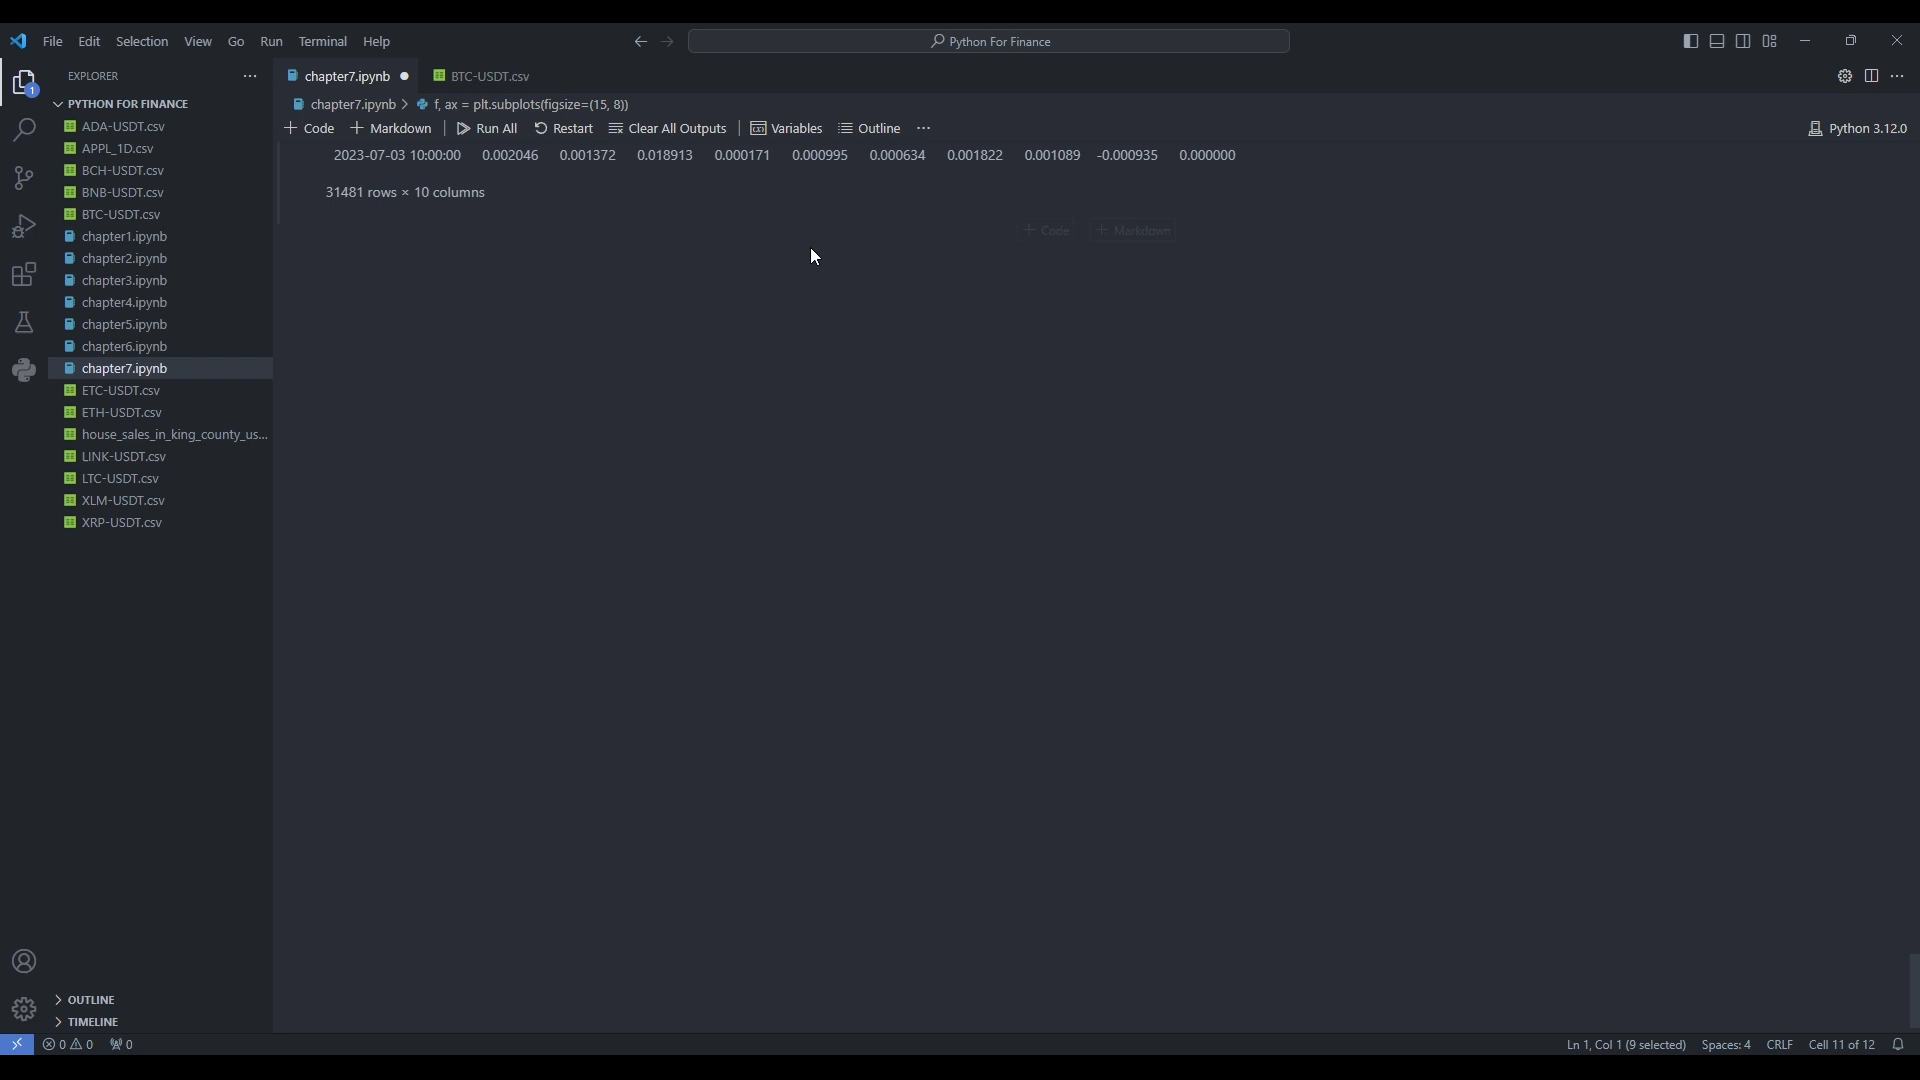 File Edit Selection View Go Run Terminal Help
Python For Finance
EXPLORER
1
chapter7.ipynb
BTC-USDT.csv
PYTHON FOR FINANCE
chapter7.ipynb > f, ax = plt.subplots(figsize=(15, 8))
+ Code + Markdown Run All Restart Clear All Outputs Variables Outline ...
Python 3.12.0
ADA-USDT.csv
APPL_1D.csv
BCH-USDT.csv
BNB-USDT.csv
BTC-USDT.csv
chapter1.ipynb
chapter2.ipynb
chapter3.ipynb
chapter4.ipynb
chapter5.ipynb
chapter6.ipynb
chapter7.ipynb
ETC-USDT.csv
ETH-USDT.csv
house_sales_in_king_county_us...
LINK-USDT.csv
LTC-USDT.csv
XLM-USDT.csv
XRP-USDT.csv
2023-07-03 10:00:00 0.002046 0.001372 0.018913 0.000171 0.000995 0.000634 0.001822 0.001089 -0.000935 0.000000
31481 rows × 10 columns
+ Code + Markdown
OUTLINE
TIMELINE
0 0 0
Ln 1, Col 1 (9 selected) Spaces: 4 CRLF Cell 11 of 12